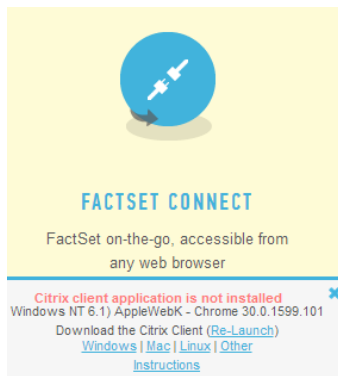 FACTSET CONNECT
FactSet on-the-go, accessible from
any web browser
Citrix client application is not installed
Windows NT 6.1) AppleWebK - Chrome 30.0.1599.101
Download the Citrix Client (Re-Launch)
Windows | Mac | Linux | Other
Instructions